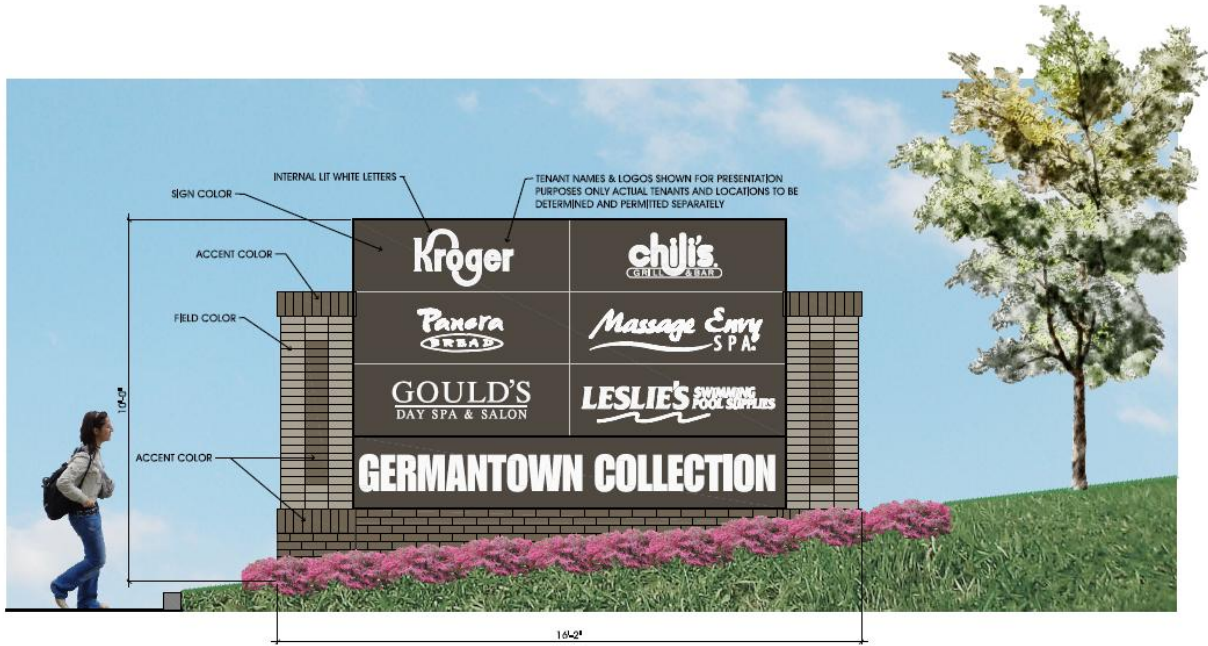 INTERNAL LIT WHITE LETTERS
TENANT NAMES & LOGOS SHOWN FOR PRESENTATION
PURPOSES ONLY ACTUAL TENANTS AND LOCATIONS TO BE
DETERMINED AND PERMITTED SEPARATELY
SIGN COLOR
ACCENT COLOR
FIELD COLOR
10'-0"
ACCENT COLOR
Kroger
chili's
GRILL & BAR
Panera
BREAD
Massage Envy
SPA
GOULD'S
DAY SPA & SALON
LESLIE'S SWIMMING
POOL SUPPLIES
GERMANTOWN COLLECTION
16'-2"